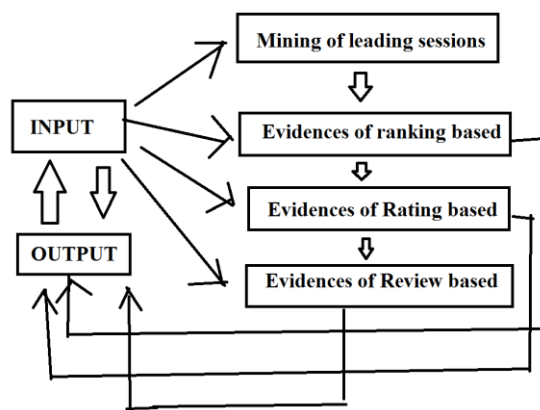 Mining of leading sessions
INPUT
Evidences of ranking based
Evidences of Rating based
OUTPUT
Evidences of Review based